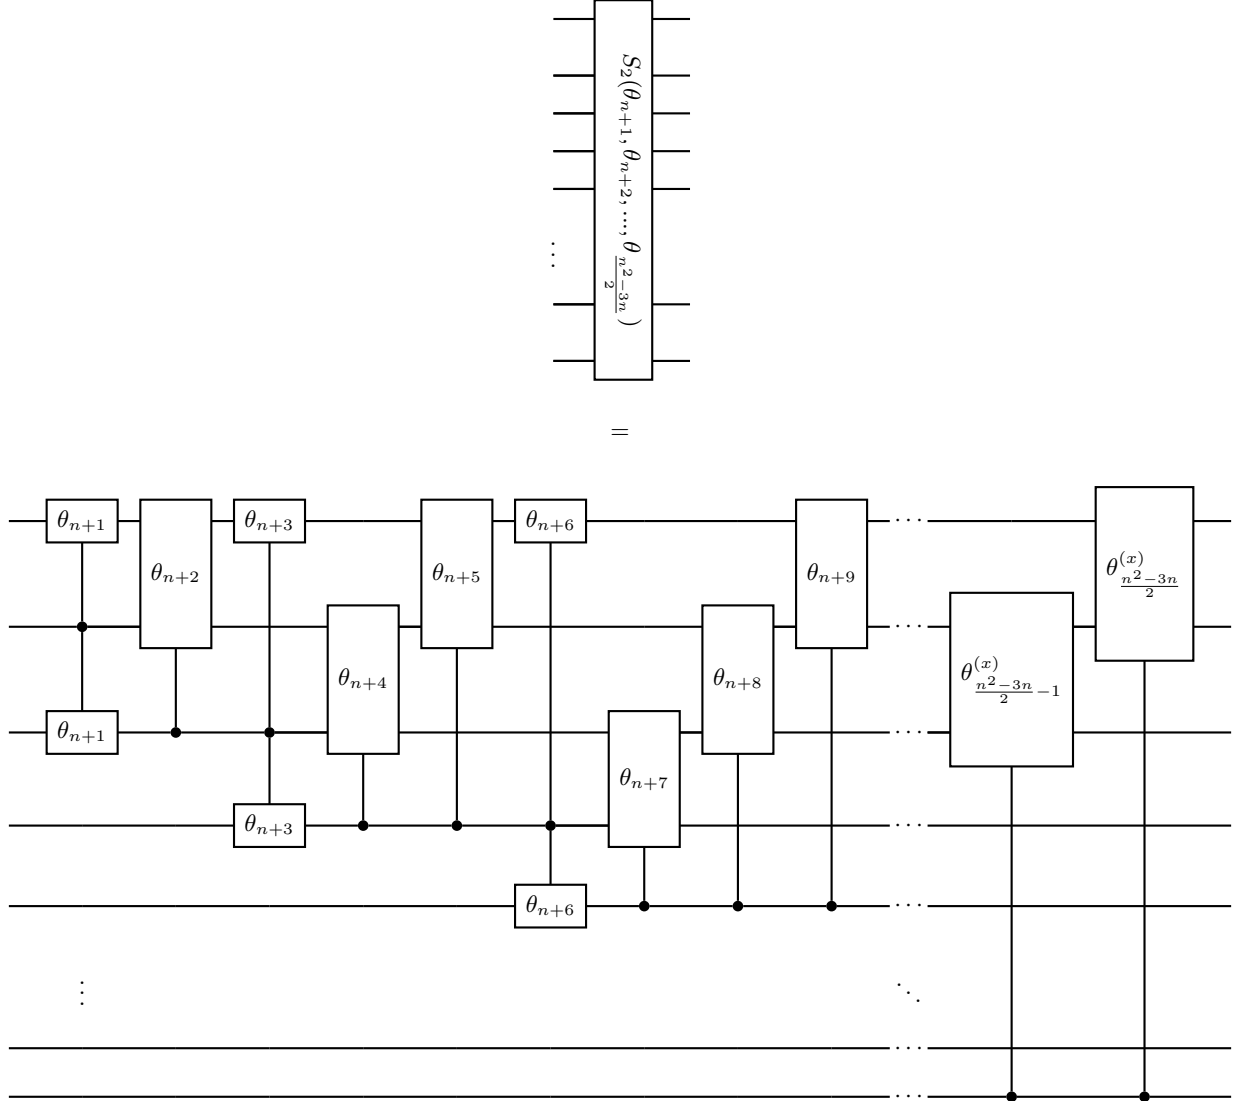 S_2(θ_{n+1}, θ_{n+2}, ..., θ_{\frac{n^2-3n}{2}})
⋮
=
θ_{n+1} θ_{n+2} θ_{n+3} θ_{n+5} θ_{n+6} θ_{n+9} ··· θ^{(x)}_{\frac{n^2-3n}{2}}
θ_{n+4} θ_{n+8} ··· θ^{(x)}_{\frac{n^2-3n}{2}-1}
θ_{n+1} θ_{n+7} ···
θ_{n+3} ···
θ_{n+6} ···
⋮ ⋱
···
···